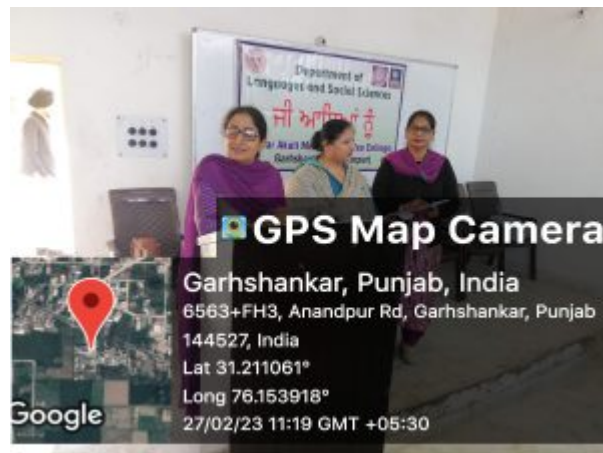 Department of
Languages and Social Sciences
ਜੀ ਆਇਆਂ ਨੂੰ
Garhshankar
GPS Map Camera
Garhshankar, Punjab, India
6563+FH3, Anandpur Rd, Garhshankar, Punjab
144527, India
Lat 31.211061°
Long 76.153918°
27/02/23 11:19 GMT +05:30
Google